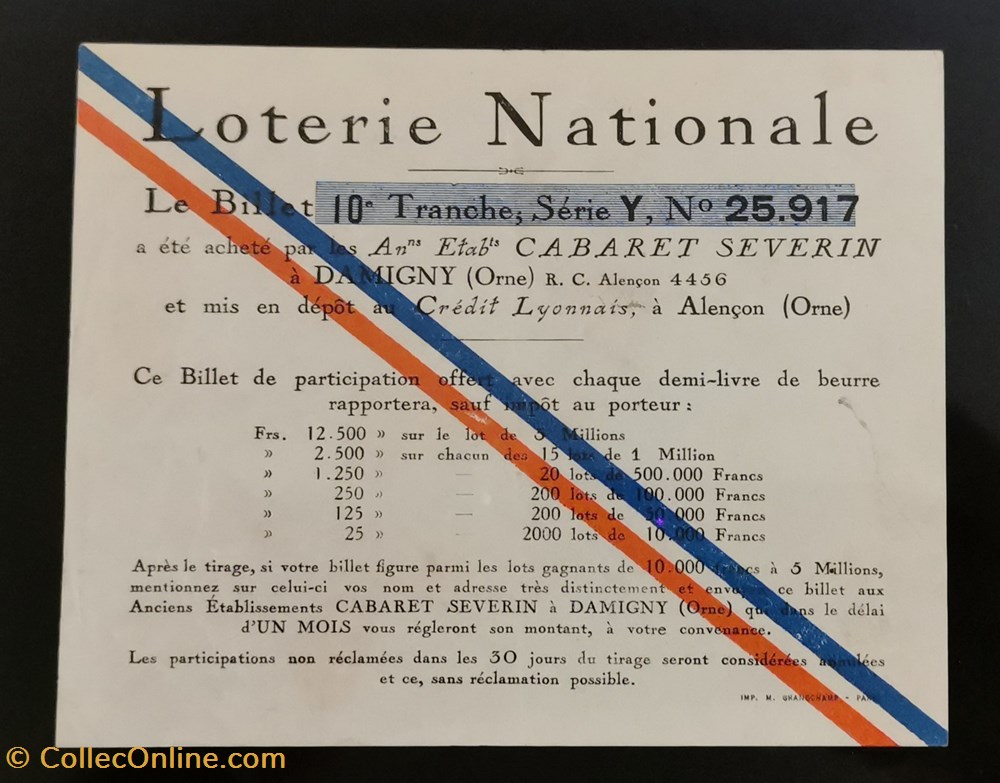 Loterie Nationale
Le Billet 10e Tranche, Série Y, No 25.917
a été acheté par les Anns Etabts CABARET SEVERIN
à DAMIGNY (Orne) R. C. Alençon 4456
et mis en dépôt au Crédit Lyonnais, à Alençon (Orne)
Ce Billet de participation offert avec chaque demi-livre de beurre
rapportera, sauf impôt au porteur :
Frs. 12.500 » sur le lot de 5 Millions
» 2.500 » sur chacun des 15 lots de 1 Million
» 1.250 » — 20 lots de 500.000 Francs
» 250 » — 200 lots de 100.000 Francs
» 125 » — 200 lots de 50.000 Francs
» 25 » — 2000 lots de 10.000 Francs
Après le tirage, si votre billet figure parmi les lots gagnants de 10.000 francs à 5 Millions,
mentionnez sur celui-ci vos nom et adresse très distinctement et envoyez ce billet aux
Anciens Établissements CABARET SEVERIN à DAMIGNY (Orne) qui dans le délai
d'UN MOIS vous régleront son montant, à votre convenance.
Les participations non réclamées dans les 30 jours du tirage seront considérées annulées
et ce, sans réclamation possible.
IMP. M. GRANDCHAMP - PARIS
© CollecOnline.com